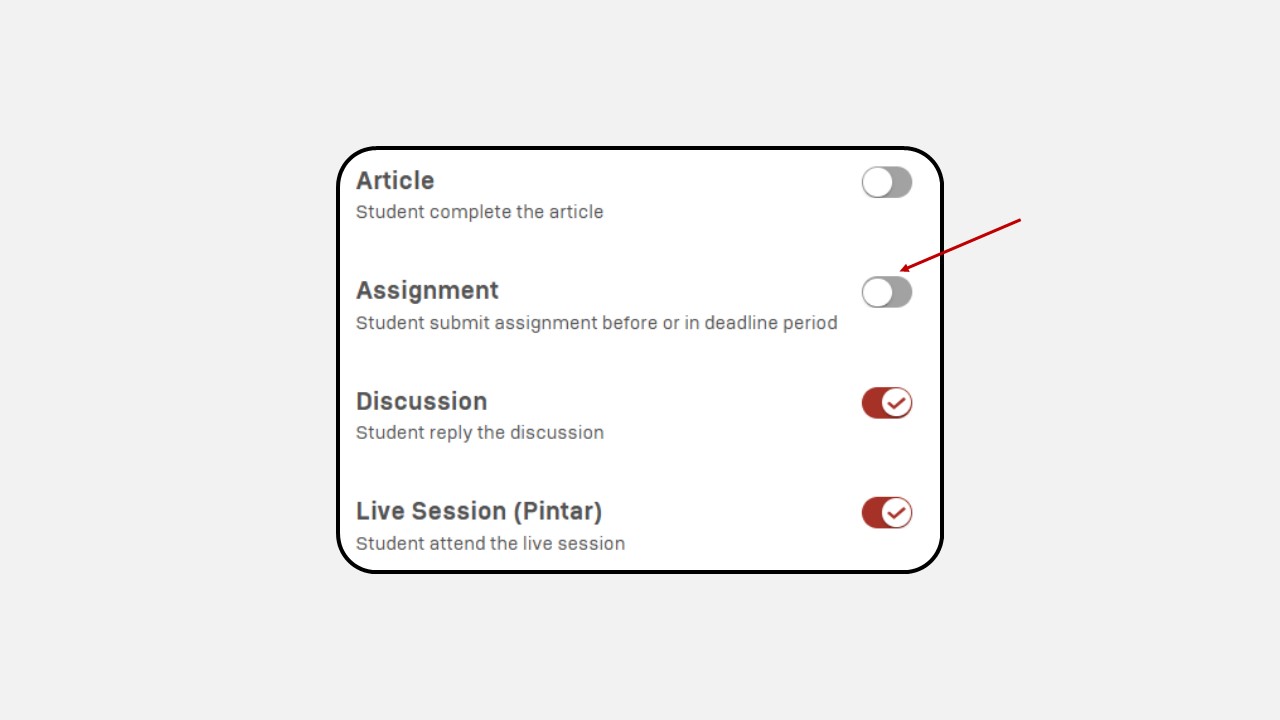 Article
Student complete the article
Assignment
Student submit assignment before or in deadline period
Discussion
Student reply the discussion
Live Session (Pintar)
Student attend the live session